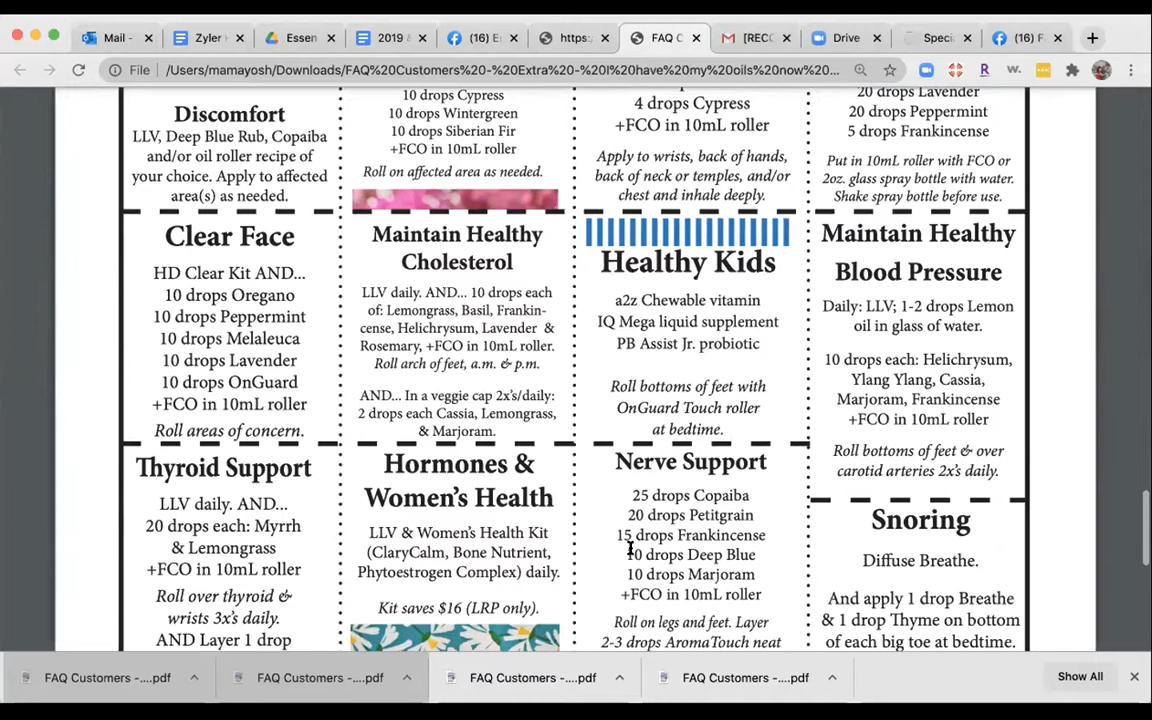 Mail -
Zyler
Essen
2019 &
(16) E
https:
FAQ C
[REC
Drive
Speci
(16) F
File
/Users/mamayosh/Downloads/FAQ%20Customers%20-%20Extra%20-%20I%20have%20my%20oils%20now%20...
Discomfort
LLV, Deep Blue Rub, Copaiba
and/or oil roller recipe of
your choice. Apply to affected
area(s) as needed.
10 drops Cypress
10 drops Wintergreen
10 drops Siberian Fir
+FCO in 10mL roller
Roll on affected area as needed.
4 drops Cypress
+FCO in 10mL roller
Apply to wrists, back of hands,
back of neck or temples, and/or
chest and inhale deeply.
20 drops Lavender
20 drops Peppermint
5 drops Frankincense
Put in 10mL roller with FCO or
2oz. glass spray bottle with water.
Shake spray bottle before use.
Clear Face
HD Clear Kit AND...
10 drops Oregano
10 drops Peppermint
10 drops Melaleuca
10 drops Lavender
10 drops OnGuard
+FCO in 10mL roller
Roll areas of concern.
Maintain Healthy
Cholesterol
LLV daily. AND... 10 drops each
of: Lemongrass, Basil, Frankin-
cense, Helichrysum, Lavender &
Rosemary, +FCO in 10mL roller.
Roll arch of feet, a.m. & p.m.
AND... In a veggie cap 2x's/daily:
2 drops each Cassia, Lemongrass,
& Marjoram.
Healthy Kids
a2z Chewable vitamin
IQ Mega liquid supplement
PB Assist Jr. probiotic
Roll bottoms of feet with
OnGuard Touch roller
at bedtime.
Maintain Healthy
Blood Pressure
Daily: LLV; 1-2 drops Lemon
oil in glass of water.
10 drops each: Helichrysum,
Ylang Ylang, Cassia,
Marjoram, Frankincense
+FCO in 10mL roller
Roll bottoms of feet & over
carotid arteries 2x's daily.
Thyroid Support
LLV daily. AND...
20 drops each: Myrrh
& Lemongrass
+FCO in 10mL roller
Roll over thyroid &
wrists 3x's daily.
AND Layer 1 drop
Hormones &
Women's Health
LLV & Women's Health Kit
(ClaryCalm, Bone Nutrient,
Phytoestrogen Complex) daily.
Kit saves $16 (LRP only).
Nerve Support
25 drops Copaiba
20 drops Petitgrain
15 drops Frankincense
10 drops Deep Blue
10 drops Marjoram
+FCO in 10mL roller
Roll on legs and feet. Layer
2-3 drops AromaTouch neat
Snoring
Diffuse Breathe.
And apply 1 drop Breathe
& 1 drop Thyme on bottom
of each big toe at bedtime.
FAQ Customers -....pdf
FAQ Customers -....pdf
FAQ Customers -....pdf
FAQ Customers -....pdf
Show All